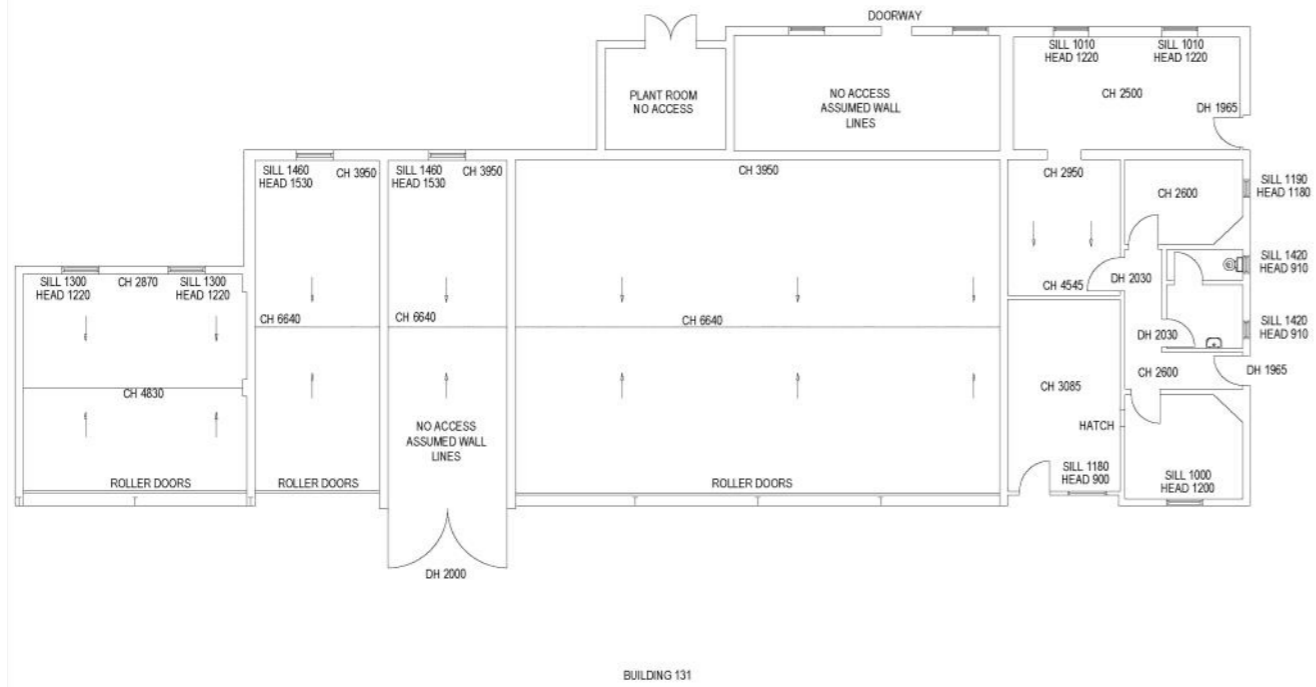 DOORWAY
SILL 1010
HEAD 1220
SILL 1010
HEAD 1220
PLANT ROOM
NO ACCESS
NO ACCESS
ASSUMED WALL
LINES
CH 2500
DH 1965
SILL 1460
HEAD 1530
CH 3950
SILL 1460
HEAD 1530
CH 3950
CH 3950
CH 2950
CH 2600
SILL 1190
HEAD 1180
SILL 1300
HEAD 1220
CH 2870
SILL 1300
HEAD 1220
CH 4545
DH 2030
SILL 1420
HEAD 910
CH 6640
CH 6640
CH 6640
DH 2030
SILL 1420
HEAD 910
CH 2600
DH 1965
CH 4830
CH 3085
NO ACCESS
ASSUMED WALL
LINES
HATCH
ROLLER DOORS
ROLLER DOORS
ROLLER DOORS
SILL 1180
HEAD 900
SILL 1000
HEAD 1200
DH 2000
BUILDING 131